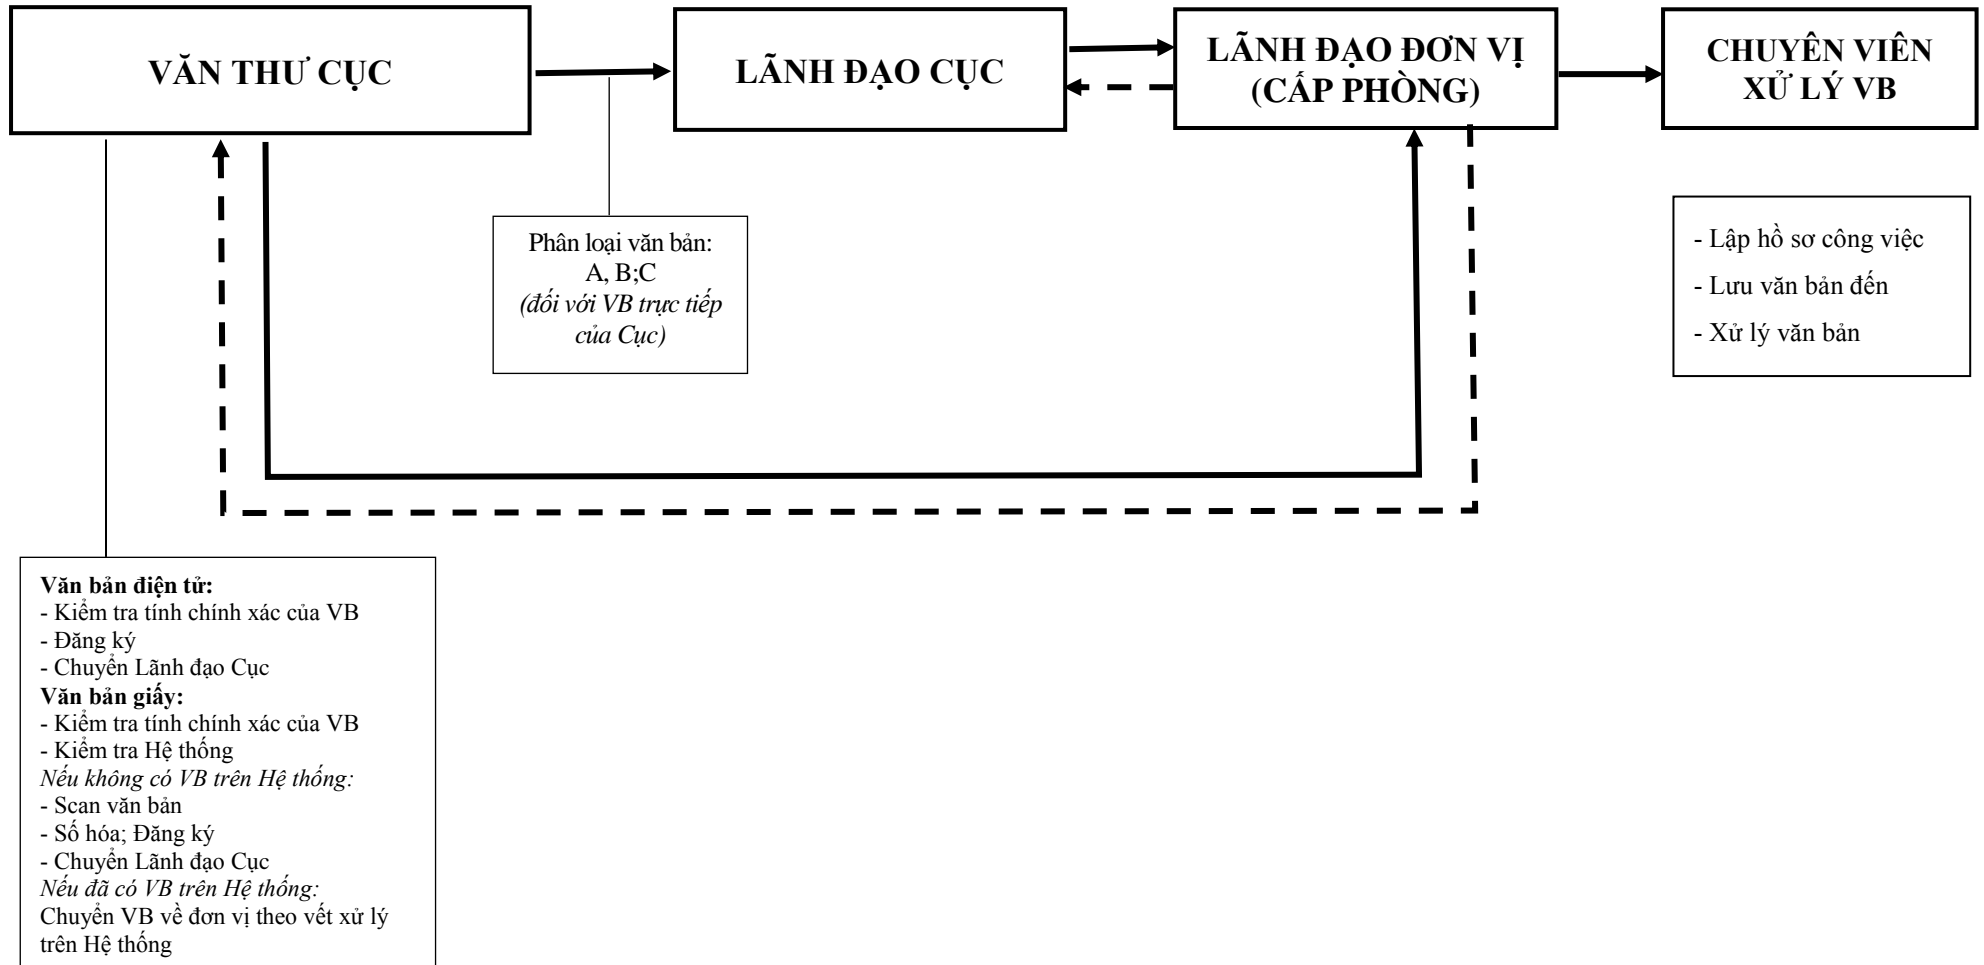 VĂN THƯ CỤC
LÃNH ĐẠO CỤC
LÃNH ĐẠO ĐƠN VỊ
(CẤP PHÒNG)
CHUYÊN VIÊN
XỬ LÝ VB
Phân loại văn bản:
A, B;C
(đối với VB trực tiếp
của Cục)
- Lập hồ sơ công việc
- Lưu văn bản đến
- Xử lý văn bản
Văn bản điện tử:
- Kiểm tra tính chính xác của VB
- Đăng ký
- Chuyển Lãnh đạo Cục
Văn bản giấy:
- Kiểm tra tính chính xác của VB
- Kiểm tra Hệ thống
Nếu không có VB trên Hệ thống:
- Scan văn bản
- Số hóa; Đăng ký
- Chuyển Lãnh đạo Cục
Nếu đã có VB trên Hệ thống:
Chuyển VB về đơn vị theo vết xử lý
trên Hệ thống